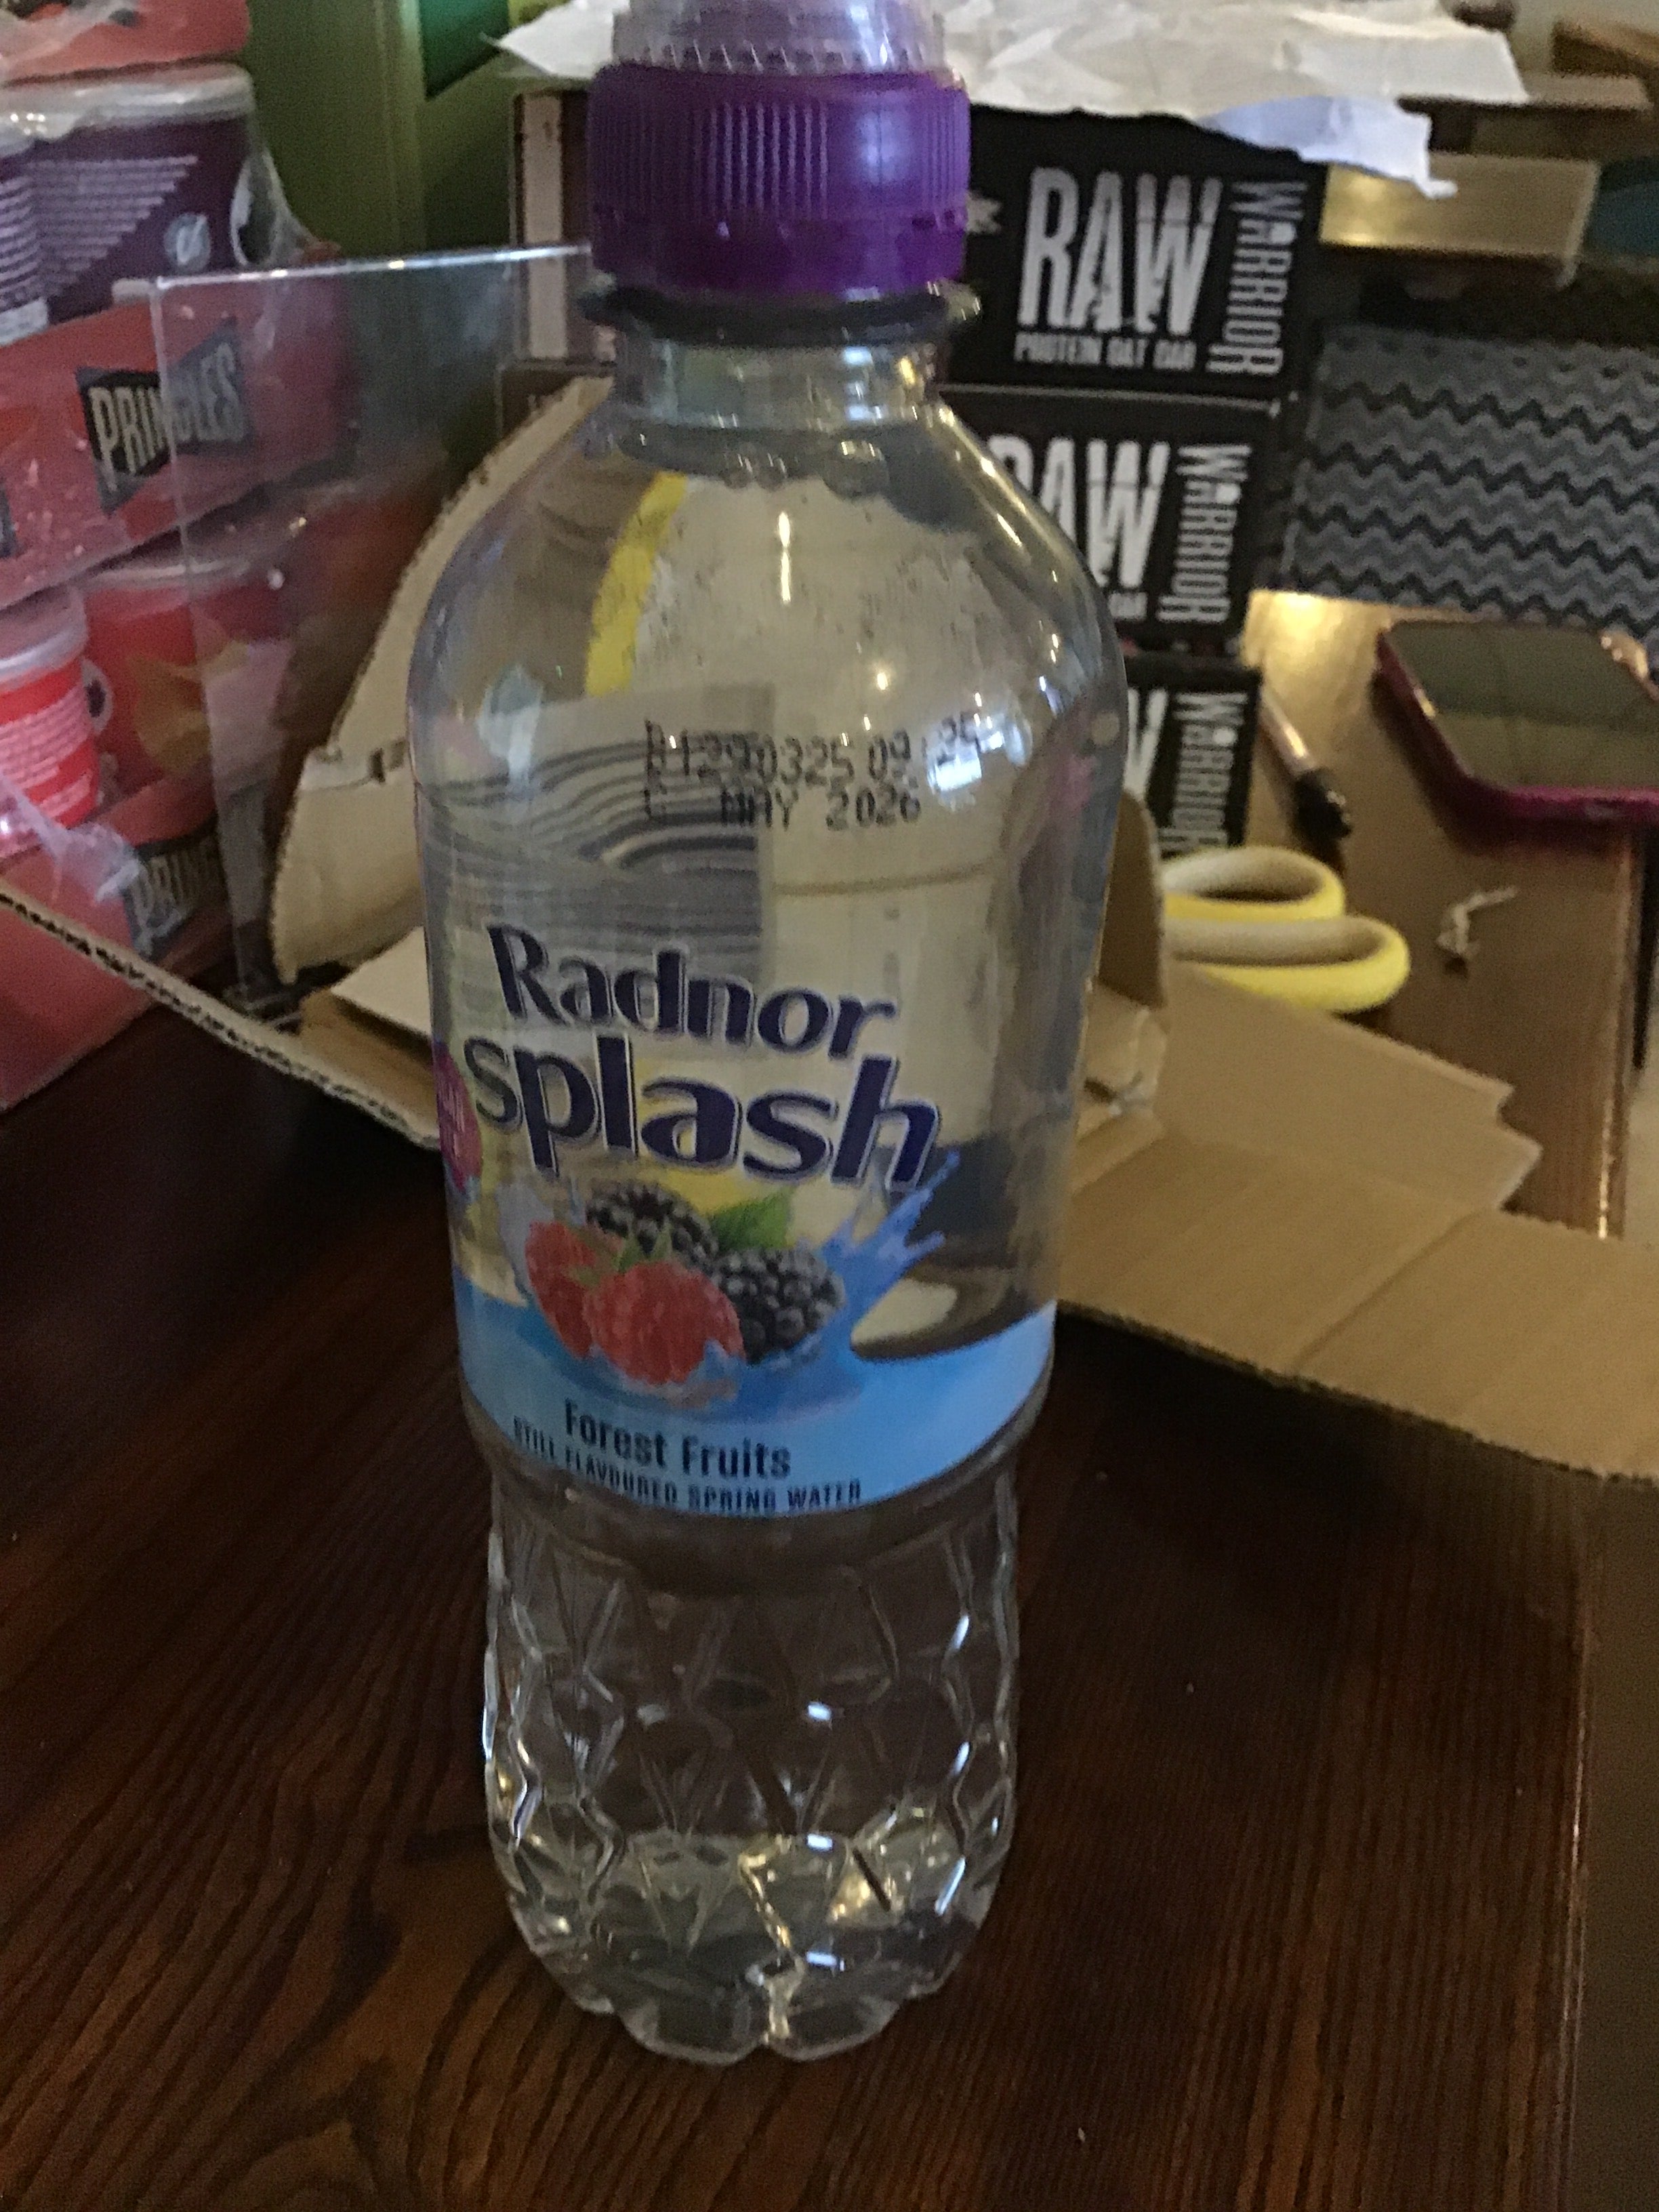 RAW
WARRIOR
PROTEIN OAT BAR
PRINGLES
RAW
WARRIOR
WARRIOR
MAY 2026
Radnor
splash
Forest Fruits
STILL FLAVOURED SPRING WATER